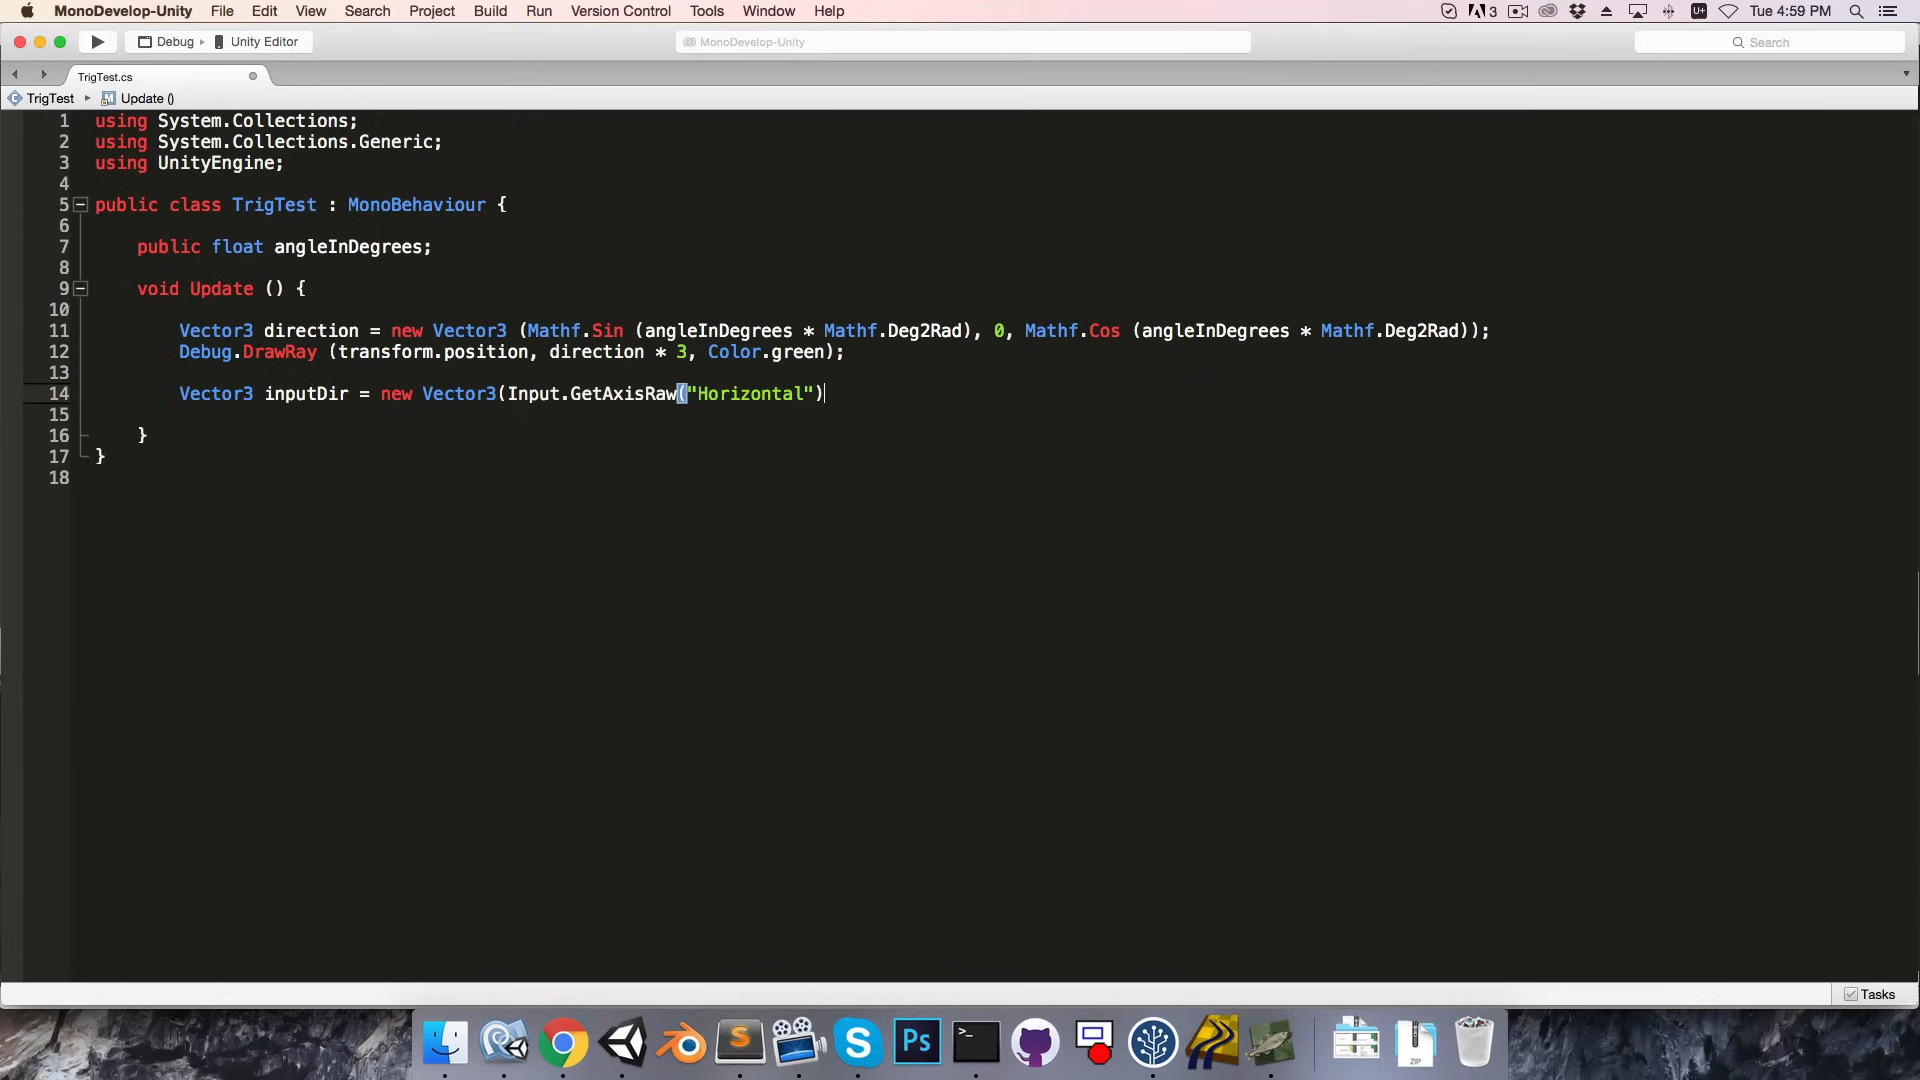 MonoDevelop-Unity File Edit View Search Project Build Run Version Control Tools Window Help 3 U+ Tue 4:59 PM
Debug Unity Editor MonoDevelop-Unity Search
TrigTest.cs
TrigTest Update ()
1 using System.Collections;
2 using System.Collections.Generic;
3 using UnityEngine;
4
5 public class TrigTest : MonoBehaviour {
6
7 public float angleInDegrees;
8
9 void Update () {
10
11 Vector3 direction = new Vector3 (Mathf.Sin (angleInDegrees * Mathf.Deg2Rad), 0, Mathf.Cos (angleInDegrees * Mathf.Deg2Rad));
12 Debug.DrawRay (transform.position, direction * 3, Color.green);
13
14 Vector3 inputDir = new Vector3(Input.GetAxisRaw("Horizontal")
15
16 }
17 }
18
Tasks
S Ps >_ ZIP